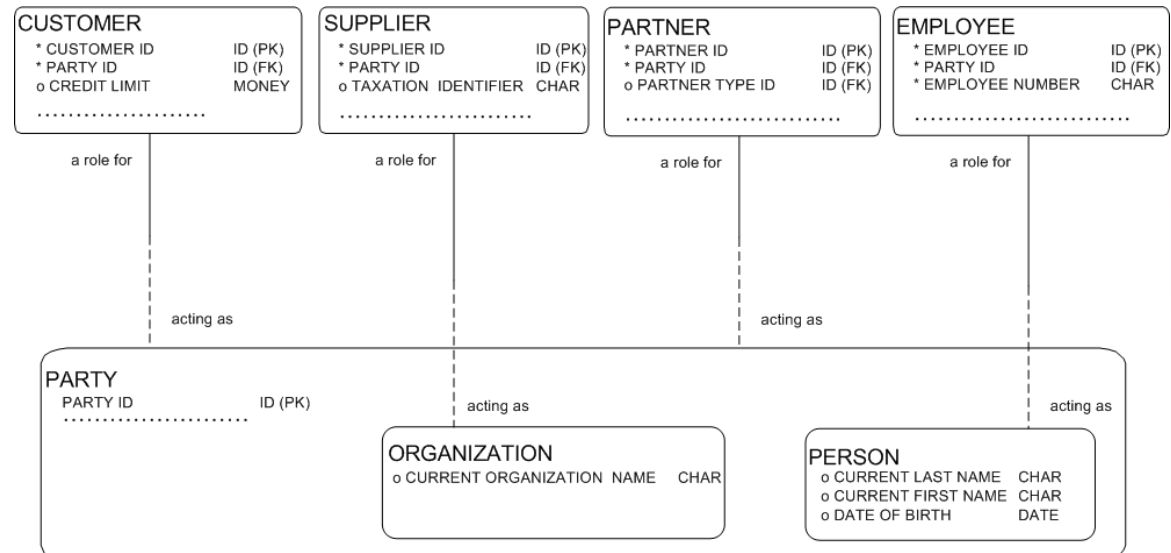 CUSTOMER
* CUSTOMER ID ID (PK)
* PARTY ID ID (FK)
o CREDIT LIMIT MONEY
......................
SUPPLIER
* SUPPLIER ID ID (PK)
* PARTY ID ID (FK)
o TAXATION IDENTIFIER CHAR
.........................
PARTNER
* PARTNER ID ID (PK)
* PARTY ID ID (FK)
o PARTNER TYPE ID ID (FK)
............................
EMPLOYEE
* EMPLOYEE ID ID (PK)
* PARTY ID ID (FK)
* EMPLOYEE NUMBER CHAR
............................
a role for
a role for
a role for
a role for
acting as
acting as
PARTY
PARTY ID ID (PK)
........................
acting as
acting as
ORGANIZATION
o CURRENT ORGANIZATION NAME CHAR
PERSON
o CURRENT LAST NAME CHAR
o CURRENT FIRST NAME CHAR
o DATE OF BIRTH DATE